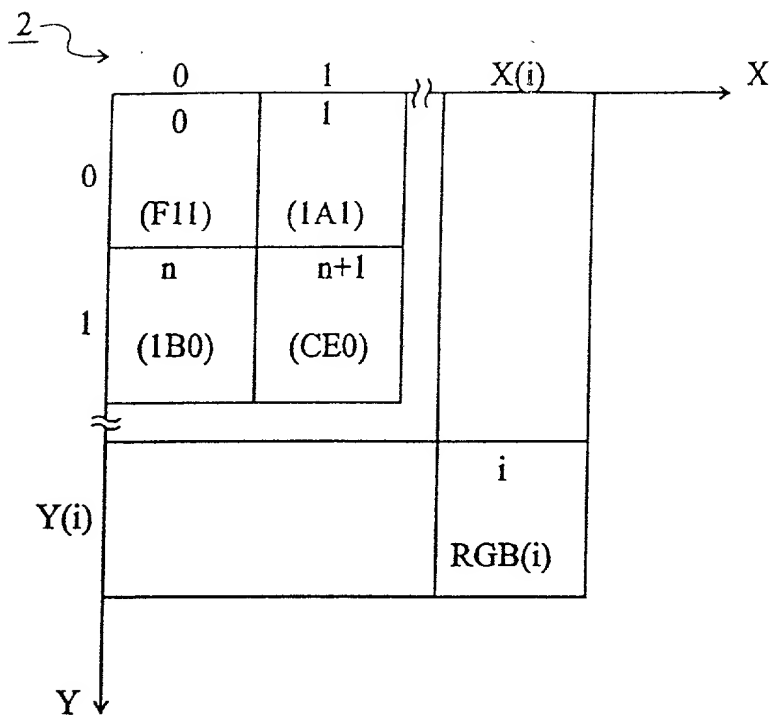 2
0 1 X(i) X
0 1
0
(F11) (1A1)
n n+1
1
(1B0) (CE0)
i
Y(i)
RGB(i)
Y